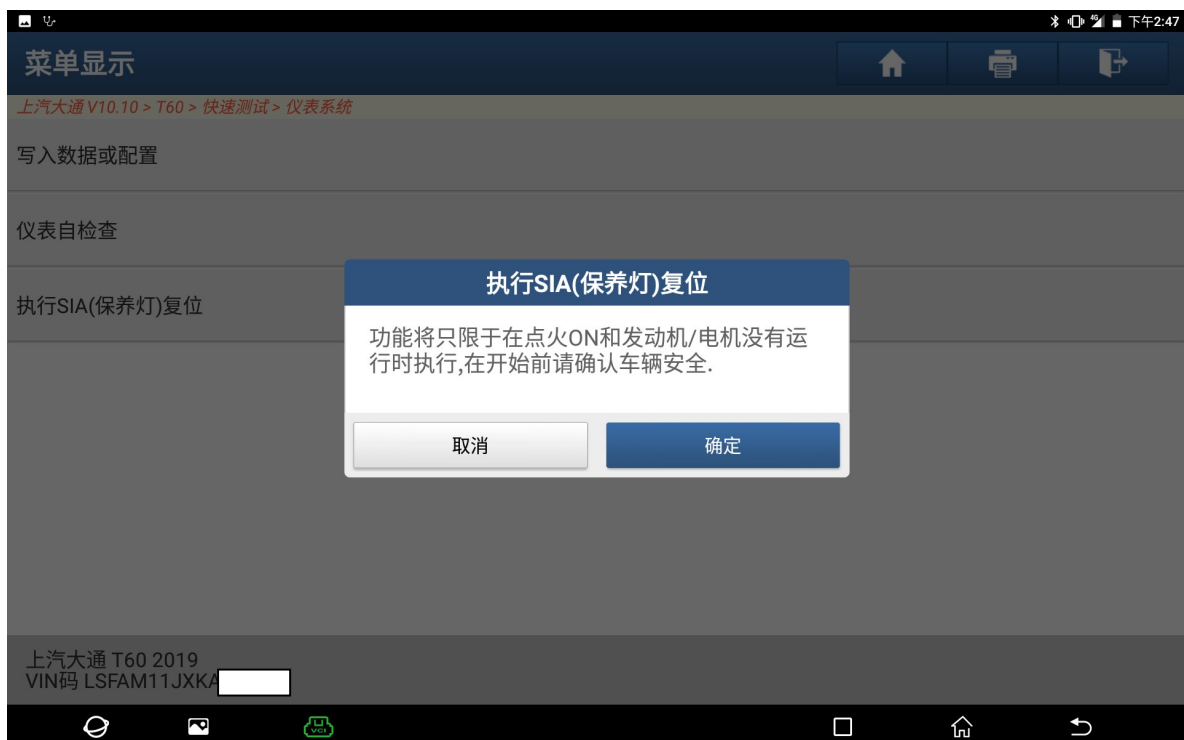 4G 下午2:47
菜单显示
上汽大通 V10.10 > T60 > 快速测试 > 仪表系统
写入数据或配置
仪表自检查
执行SIA(保养灯)复位
执行SIA(保养灯)复位
功能将只限于在点火ON和发动机/电机没有运
行时执行,在开始前请确认车辆安全.
取消
确定
上汽大通 T60 2019
VIN码 LSFAM11JXKA
VCI